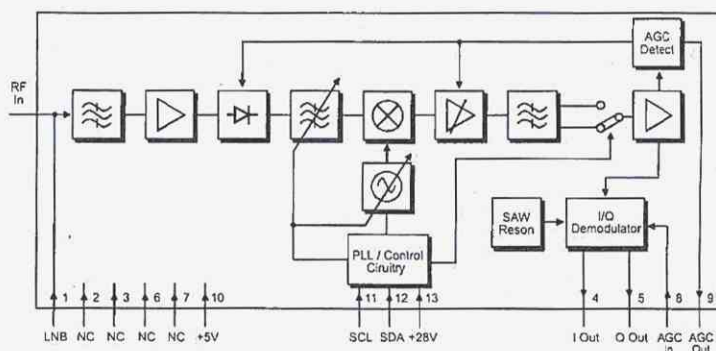 AGC
Detect
RF
In
SAW
Reson
I/Q
Demodulator
PLL / Control
Ciruitry
1 2 3 6 7 10 11 12 13 4 5 8 9
LNB NC NC NC NC +5V SCL SDA +28V I Out Q Out AGC In AGC Out